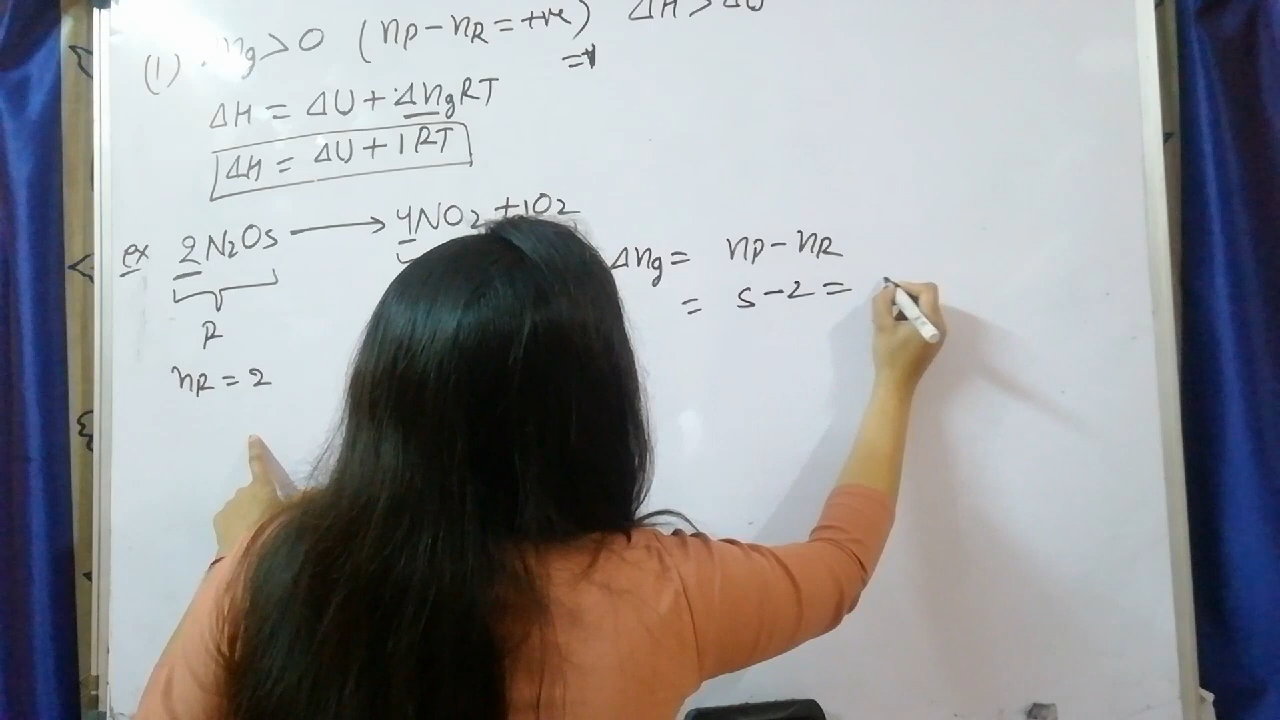 (1) ng > 0 (nP - nR = +ve) ΔH > ΔU
= +
ΔH = ΔU + ΔngRT
ΔH = ΔU + 1RT
ex 2N2O5 → 4NO2 + 1O2
R
nR = 2
Δng = nP - nR
= 5 - 2 =